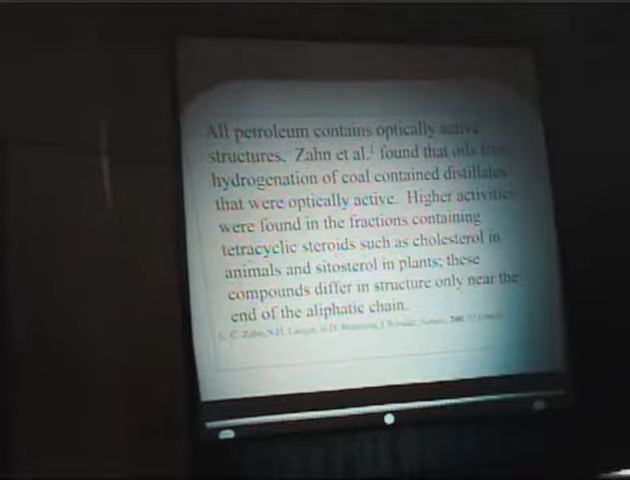 All petroleum contains optically active
structures. Zahn et al.¹ found that oils from
hydrogenation of coal contained distillates
that were optically active. Higher activities
were found in the fractions containing
tetracyclic steroids such as cholesterol in
animals and sitosterol in plants; these
compounds differ in structure only near the
end of the aliphatic chain.
C. Zahn, S.H. Langer,